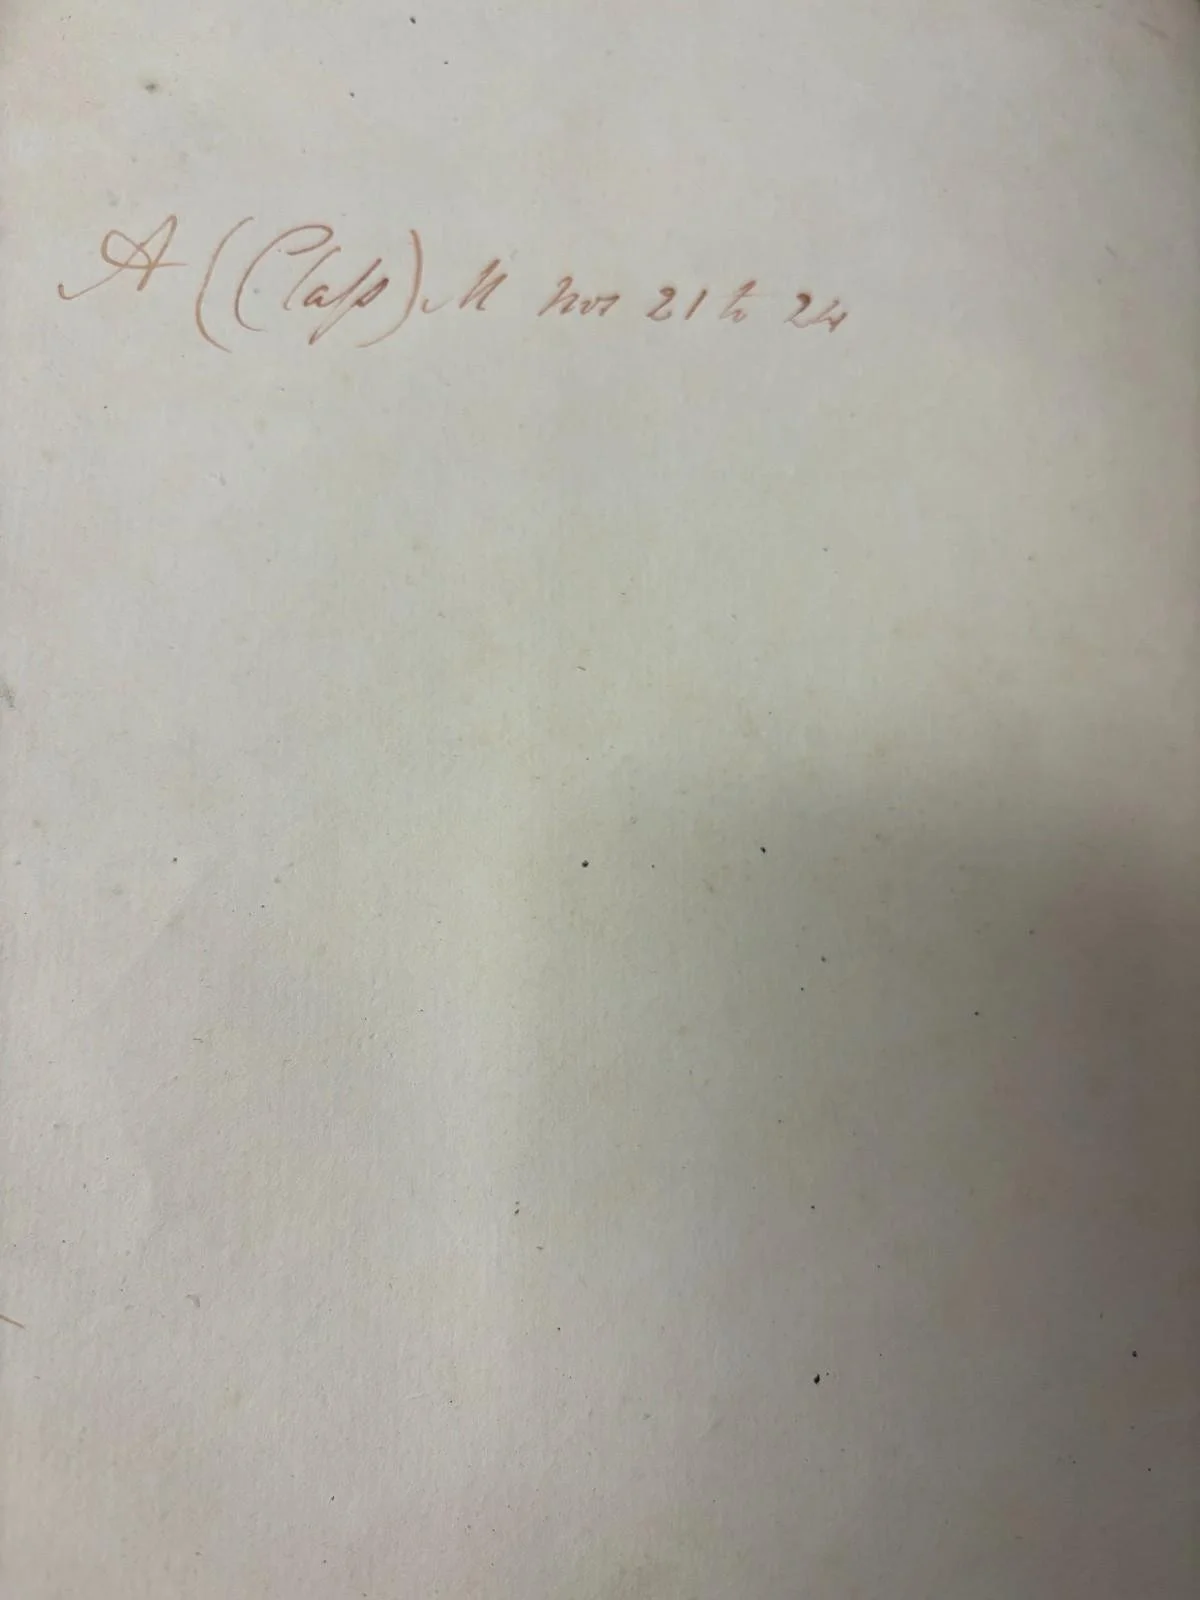 A (Class) M nos 21 to 24